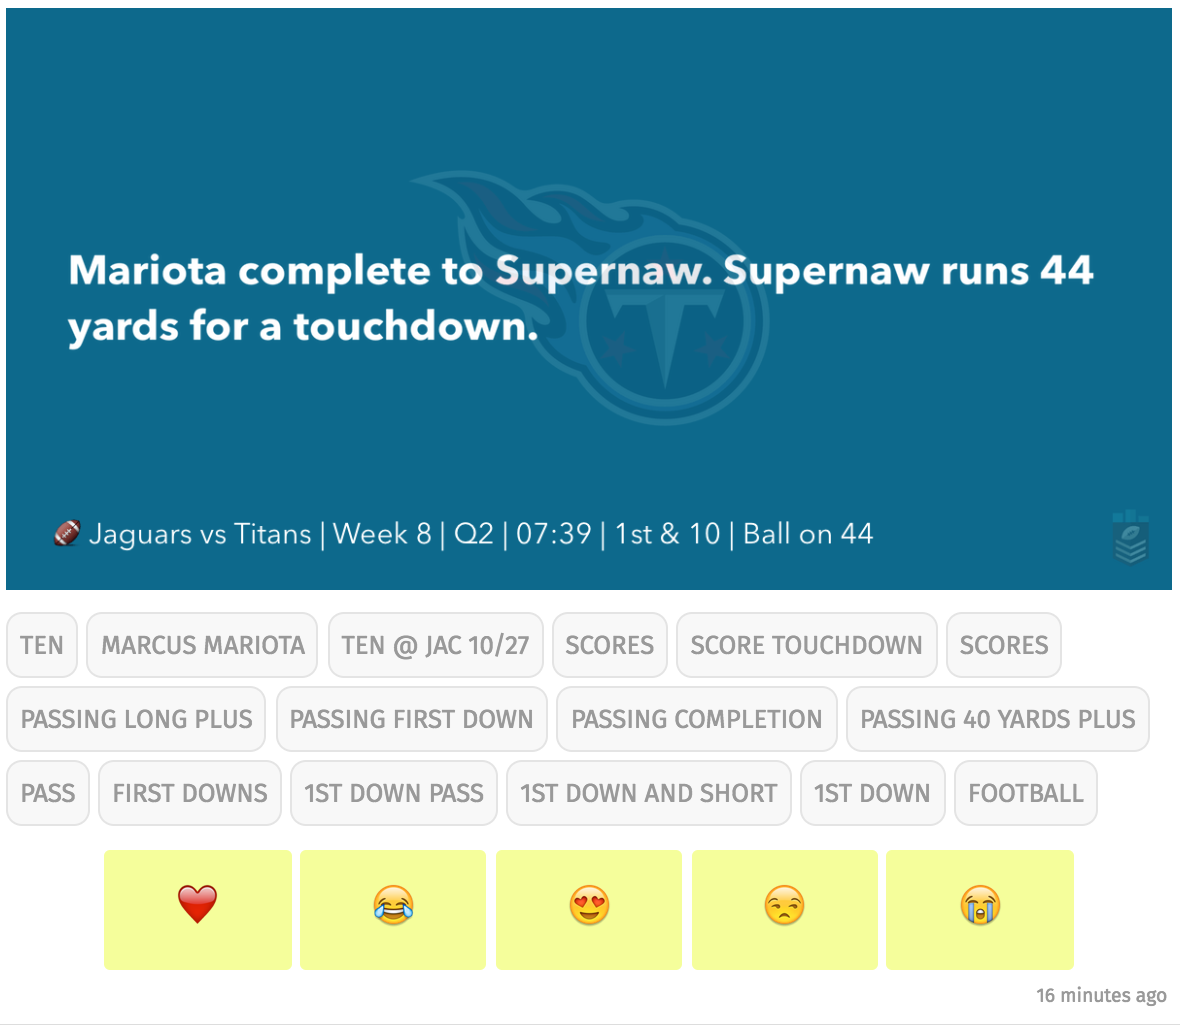 Mariota complete to Supernaw. Supernaw runs 44
yards for a touchdown.
🏈 Jaguars vs Titans | Week 8 | Q2 | 07:39 | 1st & 10 | Ball on 44
TEN MARCUS MARIOTA TEN @ JAC 10/27 SCORES SCORE TOUCHDOWN SCORES
PASSING LONG PLUS PASSING FIRST DOWN PASSING COMPLETION PASSING 40 YARDS PLUS
PASS FIRST DOWNS 1ST DOWN PASS 1ST DOWN AND SHORT 1ST DOWN FOOTBALL
16 minutes ago